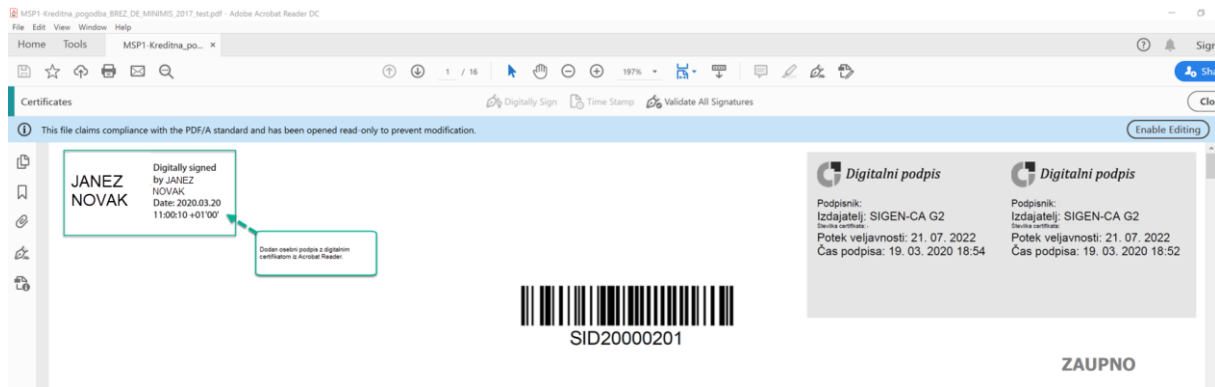 MSP1-Kreditna_pogodba_BREZ_DE_MINIMIS_2017_test.pdf - Adobe Acrobat Reader DC
File Edit View Window Help
Home Tools MSP1-Kreditna_po... ×
Sign
1 / 16 197%
Sha
Certificates Digitally Sign Time Stamp Validate All Signatures Clo
This file claims compliance with the PDF/A standard and has been opened read-only to prevent modification. Enable Editing
JANEZ
NOVAK
Digitally signed
by JANEZ
NOVAK
Date: 2020.03.20
11:00:10 +01'00'
Dodan osebni podpis z digitalnim
certifikatom iz Acrobat Reader.
Digitalni podpis
Podpisnik:
Izdajatelj: SIGEN-CA G2
Številka certifikata: -
Potek veljavnosti: 21. 07. 2022
Čas podpisa: 19. 03. 2020 18:54
Digitalni podpis
Podpisnik:
Izdajatelj: SIGEN-CA G2
Številka certifikata:
Potek veljavnosti: 21. 07. 2022
Čas podpisa: 19. 03. 2020 18:52
SID20000201
ZAUPNO